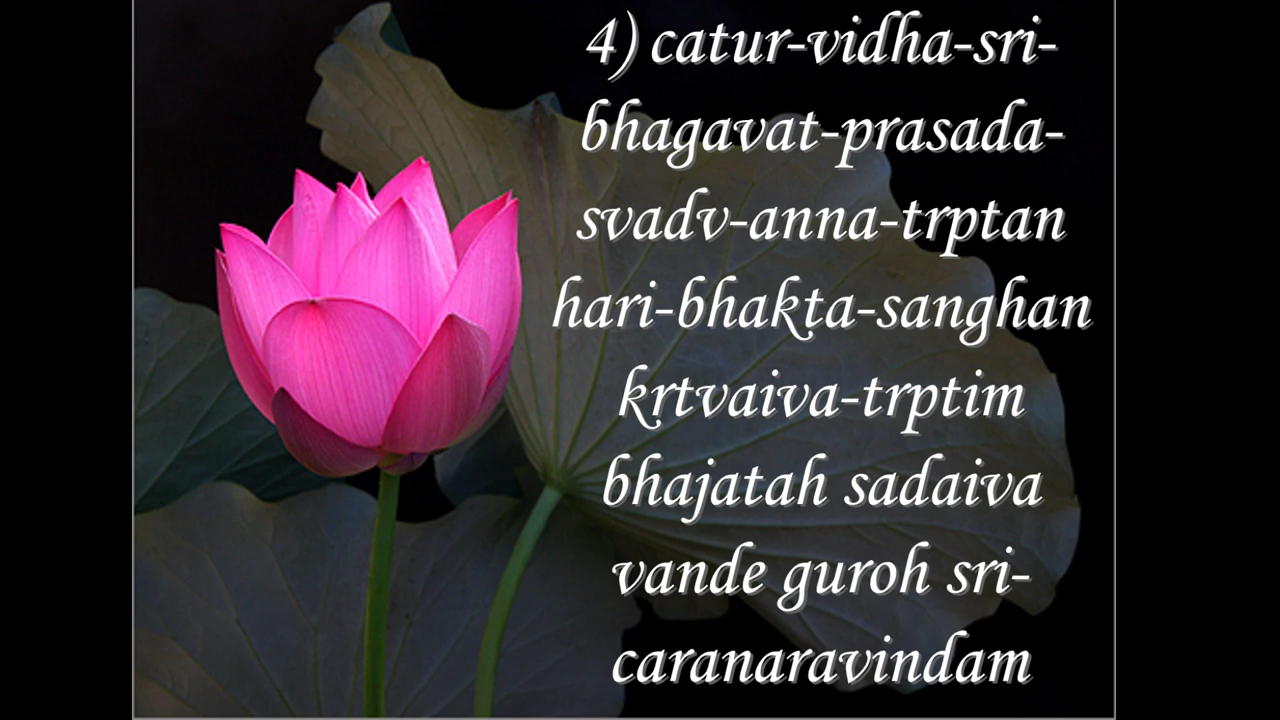 4) catur-vidha-sri-
bhagavat-prasada-
svadv-anna-trptan
hari-bhakta-sanghan
krtvaiva-trptim
bhajatah sadaiva
vande guroh sri-
caranaravindam